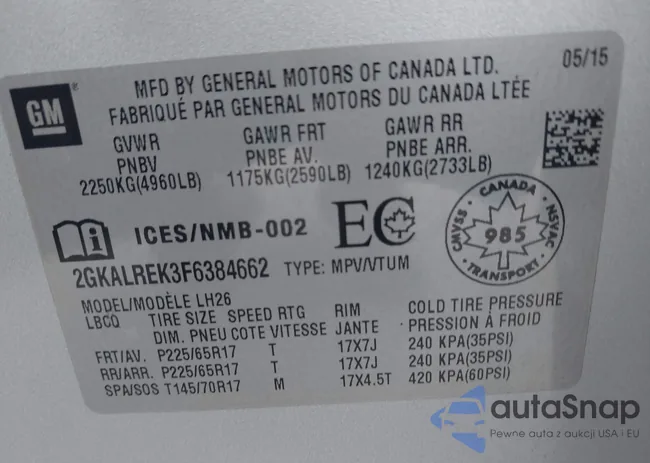 GM
MFD BY GENERAL MOTORS OF CANADA LTD. 05/15
FABRIQUÉ PAR GENERAL MOTORS DU CANADA LTÉE
GVWR GAWR FRT GAWR RR
PNBV PNBE AV. PNBE ARR.
2250KG(4960LB) 1175KG(2590LB) 1240KG(2733LB)
ICES/NMB-002 EC
CANADA
CMVSS 985 NSVAC
TRANSPORT
2GKALREK3F6384662 TYPE: MPV/VTUM
MODEL/MODÈLE LH26
LBCQ TIRE SIZE SPEED RTG RIM COLD TIRE PRESSURE
DIM. PNEU COTE VITESSE JANTE PRESSION À FROID
FRT/AV. P225/65R17 T 17X7J 240 KPA(35PSI)
RR/ARR. P225/65R17 T 17X7J 240 KPA(35PSI)
SPA/SOS T145/70R17 M 17X4.5T 420 KPA(60PSI)
autaSnap
Pewne auta z aukcji USA i EU